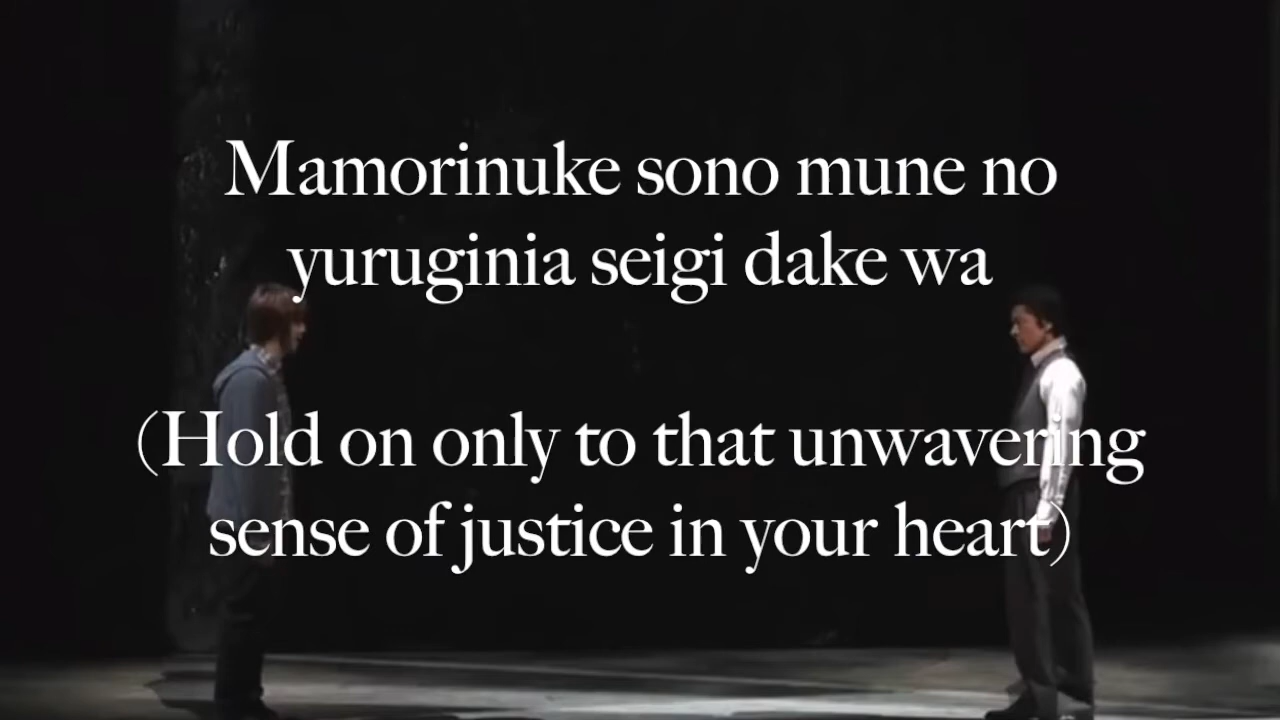 Mamorinuke sono mune no
yuruginia seigi dake wa
(Hold on only to that unwavering
sense of justice in your heart)